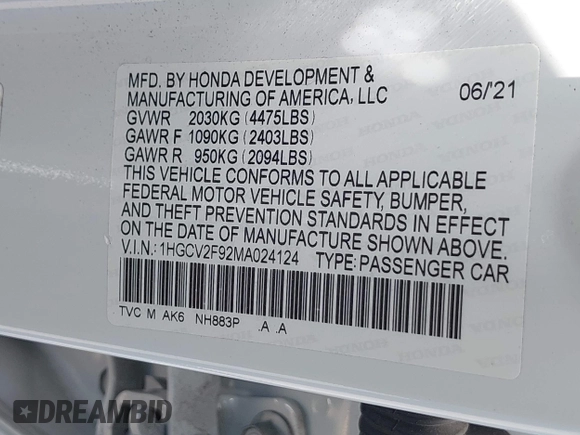 MFD. BY HONDA DEVELOPMENT &
MANUFACTURING OF AMERICA, LLC 06/'21
GVWR 2030KG (4475LBS)
GAWR F 1090KG (2403LBS)
GAWR R 950KG (2094LBS)
THIS VEHICLE CONFORMS TO ALL APPLICABLE
FEDERAL MOTOR VEHICLE SAFETY, BUMPER,
AND THEFT PREVENTION STANDARDS IN EFFECT
ON THE DATE OF MANUFACTURE SHOWN ABOVE.
V.I.N.: 1HGCV2F92MA024124 TYPE: PASSENGER CAR
TVC M AK6 NH883P .A .A
DREAMBID